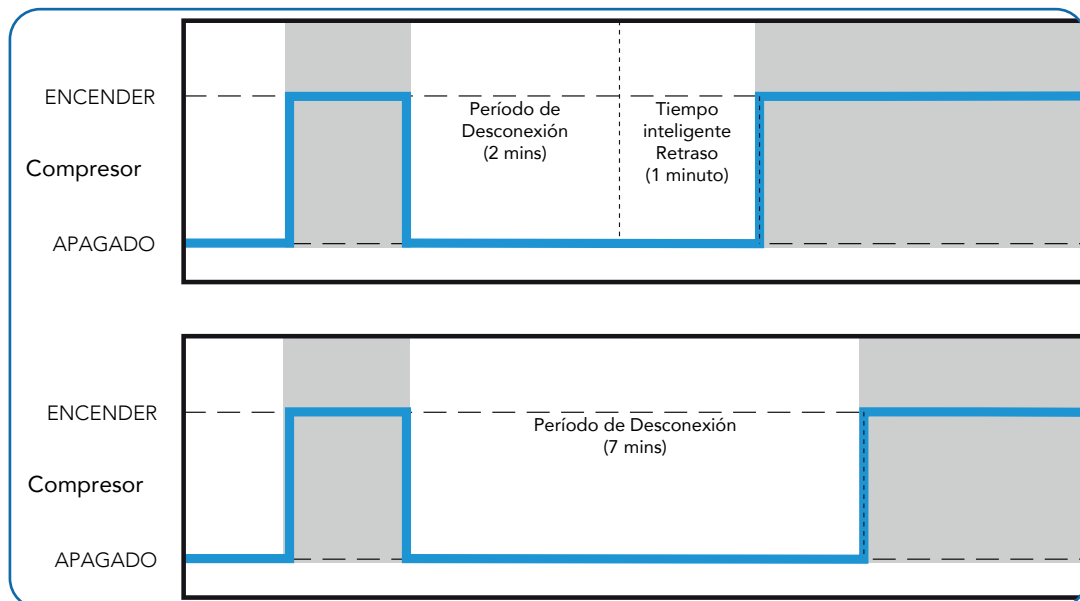 ENCENDER
Período de
Desconexión
(2 mins)
Tiempo
inteligente
Retraso
(1 minuto)
Compresor
APAGADO
ENCENDER
Período de Desconexión
(7 mins)
Compresor
APAGADO